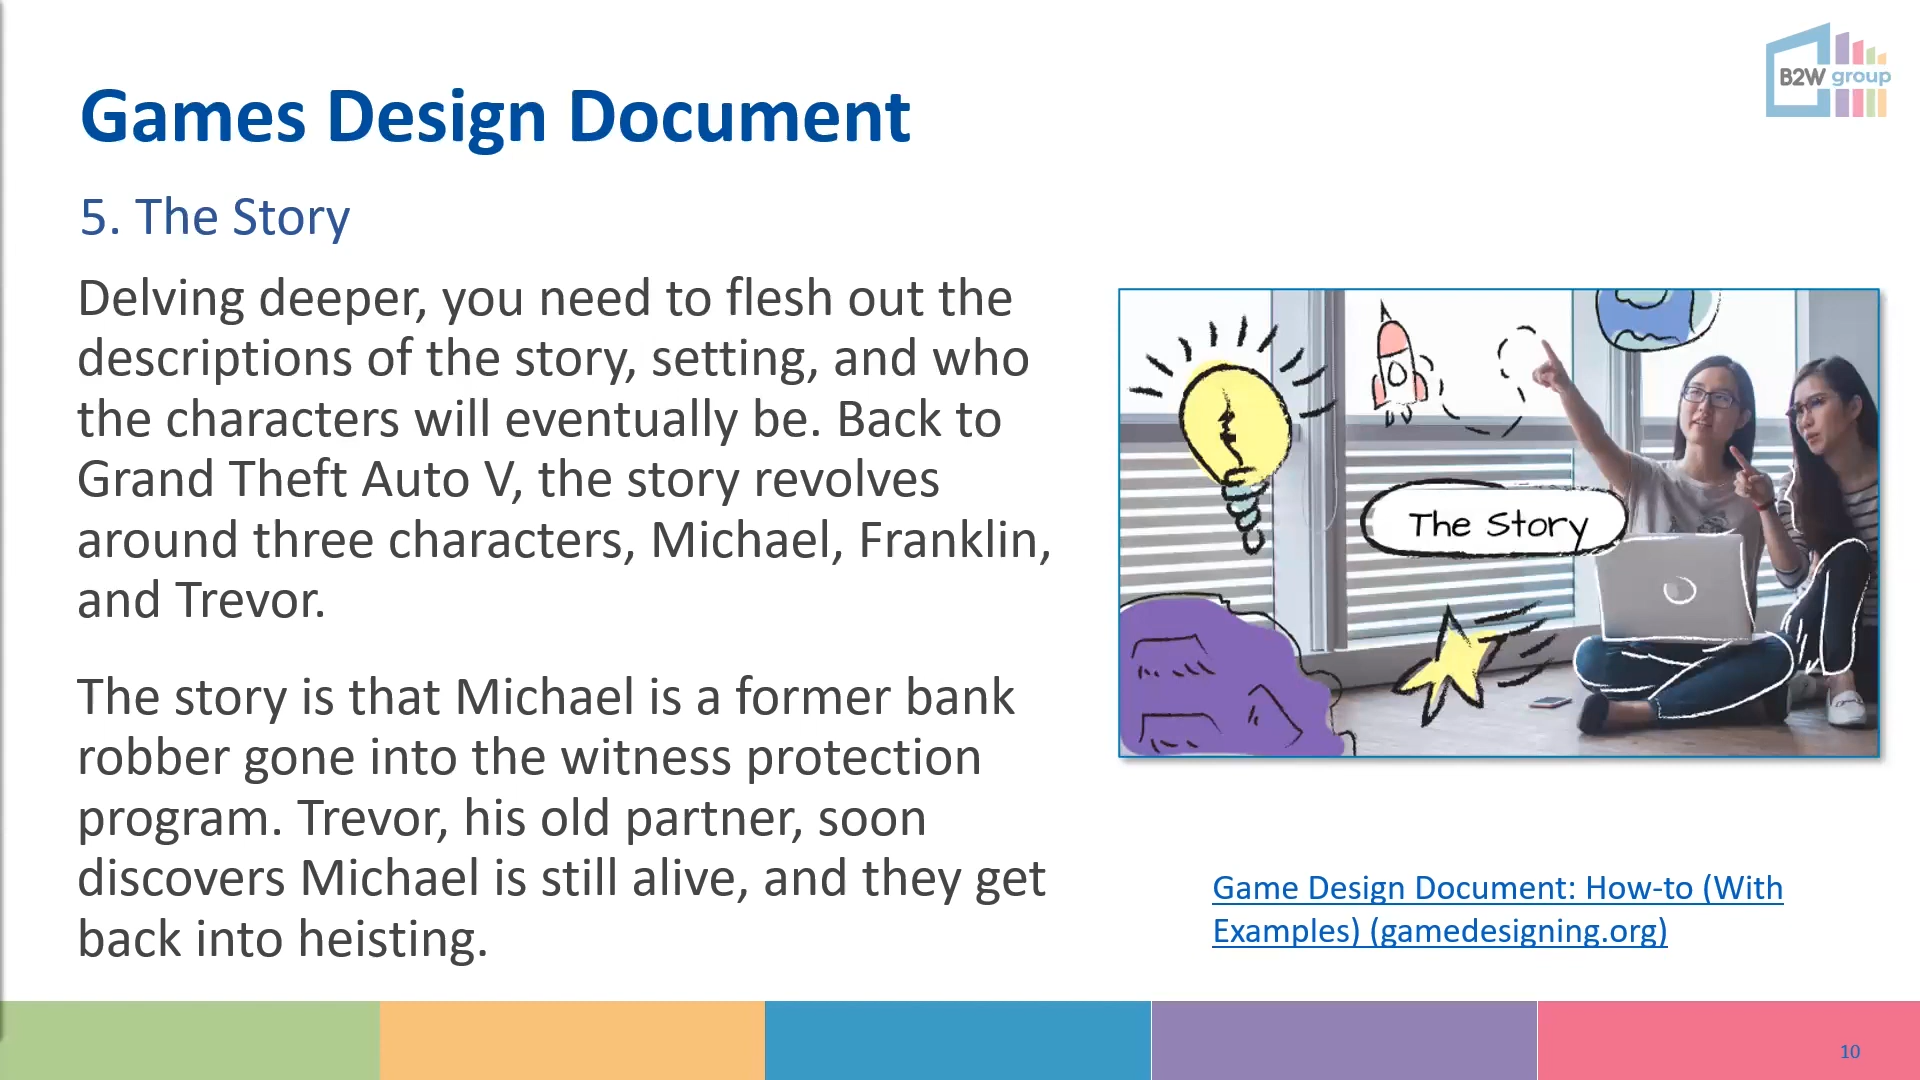 B2W group
Games Design Document
5. The Story
Delving deeper, you need to flesh out the
descriptions of the story, setting, and who
the characters will eventually be. Back to
Grand Theft Auto V, the story revolves
around three characters, Michael, Franklin,
and Trevor.
The story is that Michael is a former bank
robber gone into the witness protection
program. Trevor, his old partner, soon
discovers Michael is still alive, and they get
back into heisting.
The Story
Game Design Document: How-to (With
Examples) (gamedesigning.org)
10